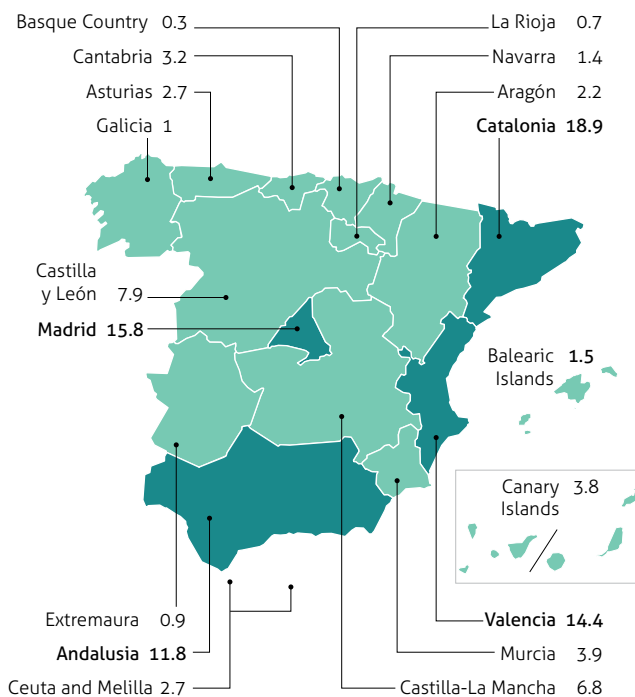 Basque Country 0.3
Cantabria 3.2
Asturias 2.7
Galicia 1
La Rioja 0.7
Navarra 1.4
Aragón 2.2
Catalonia 18.9
Castilla
y León 7.9
Madrid 15.8
Balearic 1.5
Islands
Canary 3.8
Islands
Extremaura 0.9
Andalusia 11.8
Ceuta and Melilla 2.7
Valencia 14.4
Murcia 3.9
Castilla-La Mancha 6.8